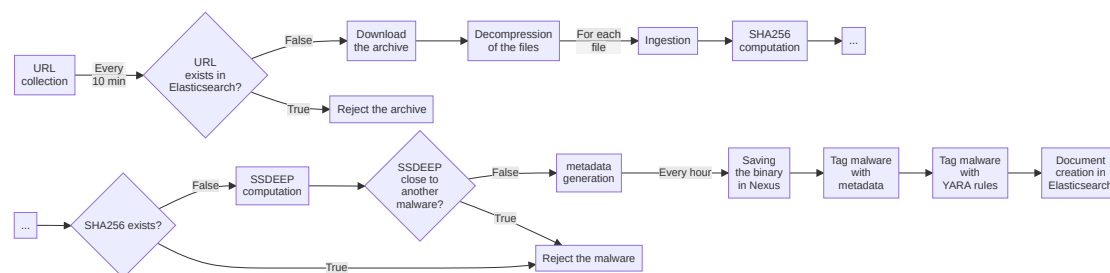 URL
collection
Every
10 min
URL
exists in
Elasticsearch?
False
Download
the archive
Decompression
of the files
For each
file
Ingestion
SHA256
computation
...
True
Reject the archive
...
SHA256 exists?
False
SSDEEP
computation
SSDEEP
close to
another
malware?
False
metadata
generation
Every hour
Saving
the binary
in Nexus
Tag malware
with
metadata
Tag malware
with
YARA rules
Document
creation in
Elasticsearch
True
Reject the malware
True